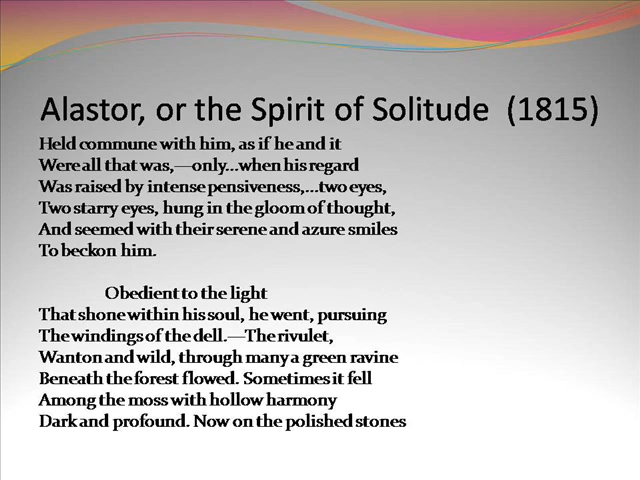 Alastor, or the Spirit of Solitude (1815)
Held commune with him, as if he and it
Were all that was,—only...when his regard
Was raised by intense pensiveness,...two eyes,
Two starry eyes, hung in the gloom of thought,
And seemed with their serene and azure smiles
To beckon him.
Obedient to the light
That shone within his soul, he went, pursuing
The windings of the dell.—The rivulet,
Wanton and wild, through many a green ravine
Beneath the forest flowed. Sometimes it fell
Among the moss with hollow harmony
Dark and profound. Now on the polished stones